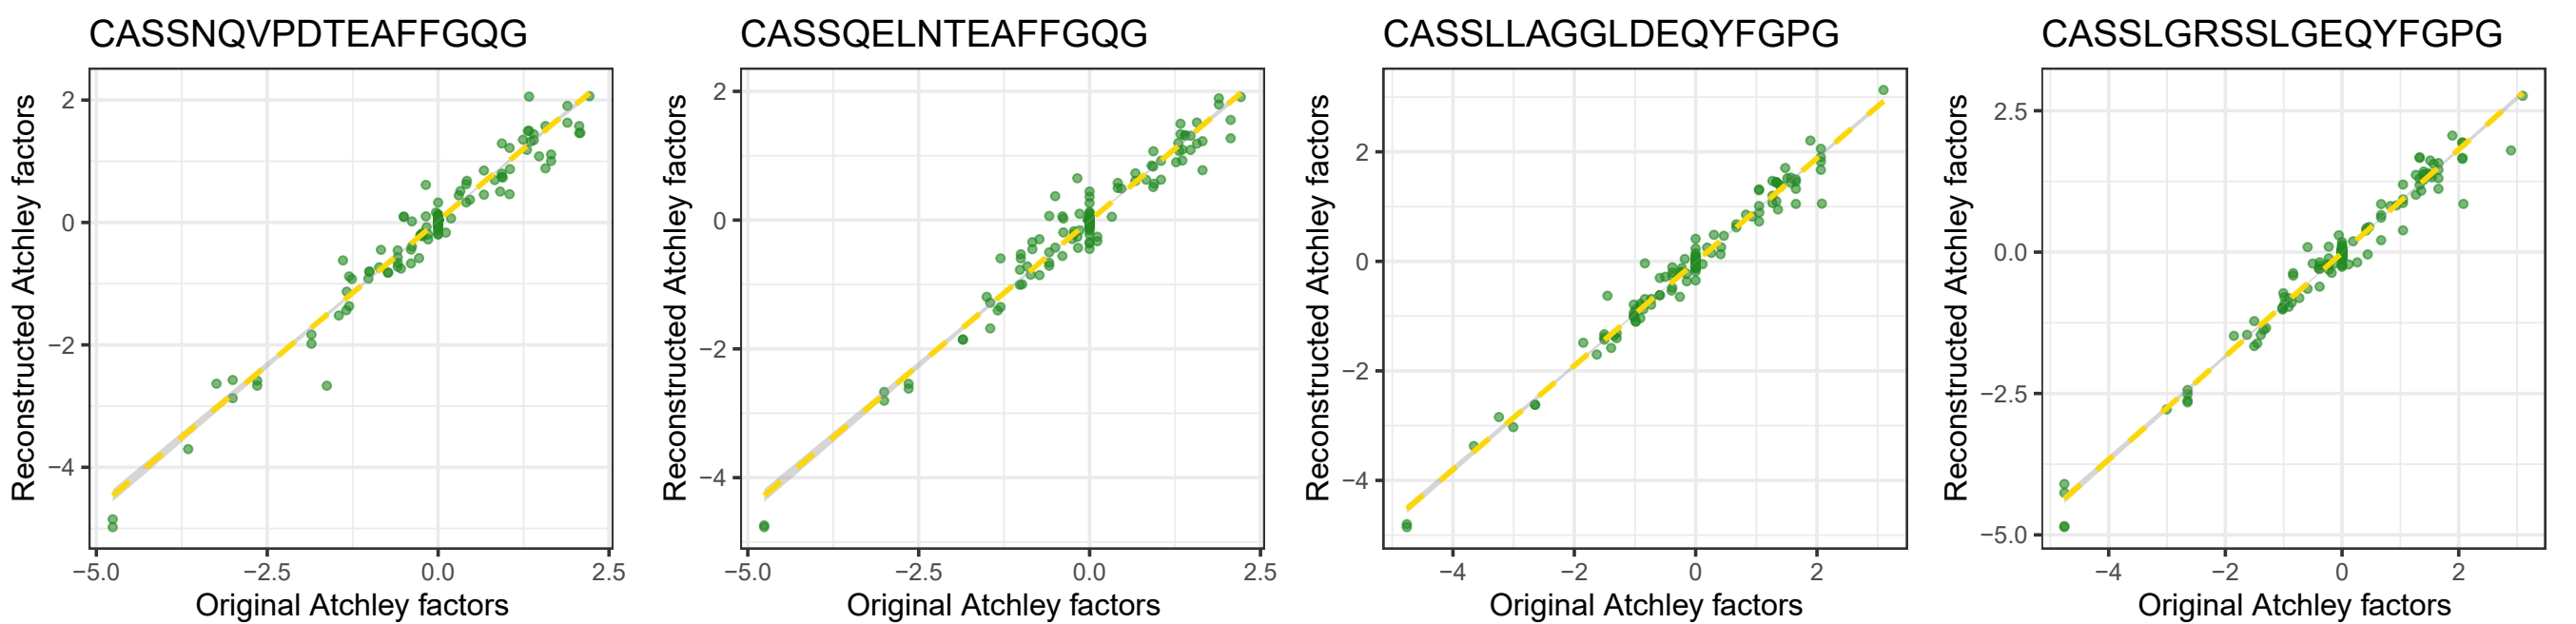 CASSNQVPDTEAFFGQG
Reconstructed Atchley factors
2
0
−2
−4
−5.0 −2.5 0.0 2.5
Original Atchley factors
CASSQELNTEAFFGQG
Reconstructed Atchley factors
2
0
−2
−4
−5.0 −2.5 0.0 2.5
Original Atchley factors
CASSLLAGGLDEQYFGPG
Reconstructed Atchley factors
2
0
−2
−4
−4 −2 0 2
Original Atchley factors
CASSLGRSSLGEQYFGPG
Reconstructed Atchley factors
2.5
0.0
−2.5
−5.0
−4 −2 0 2
Original Atchley factors